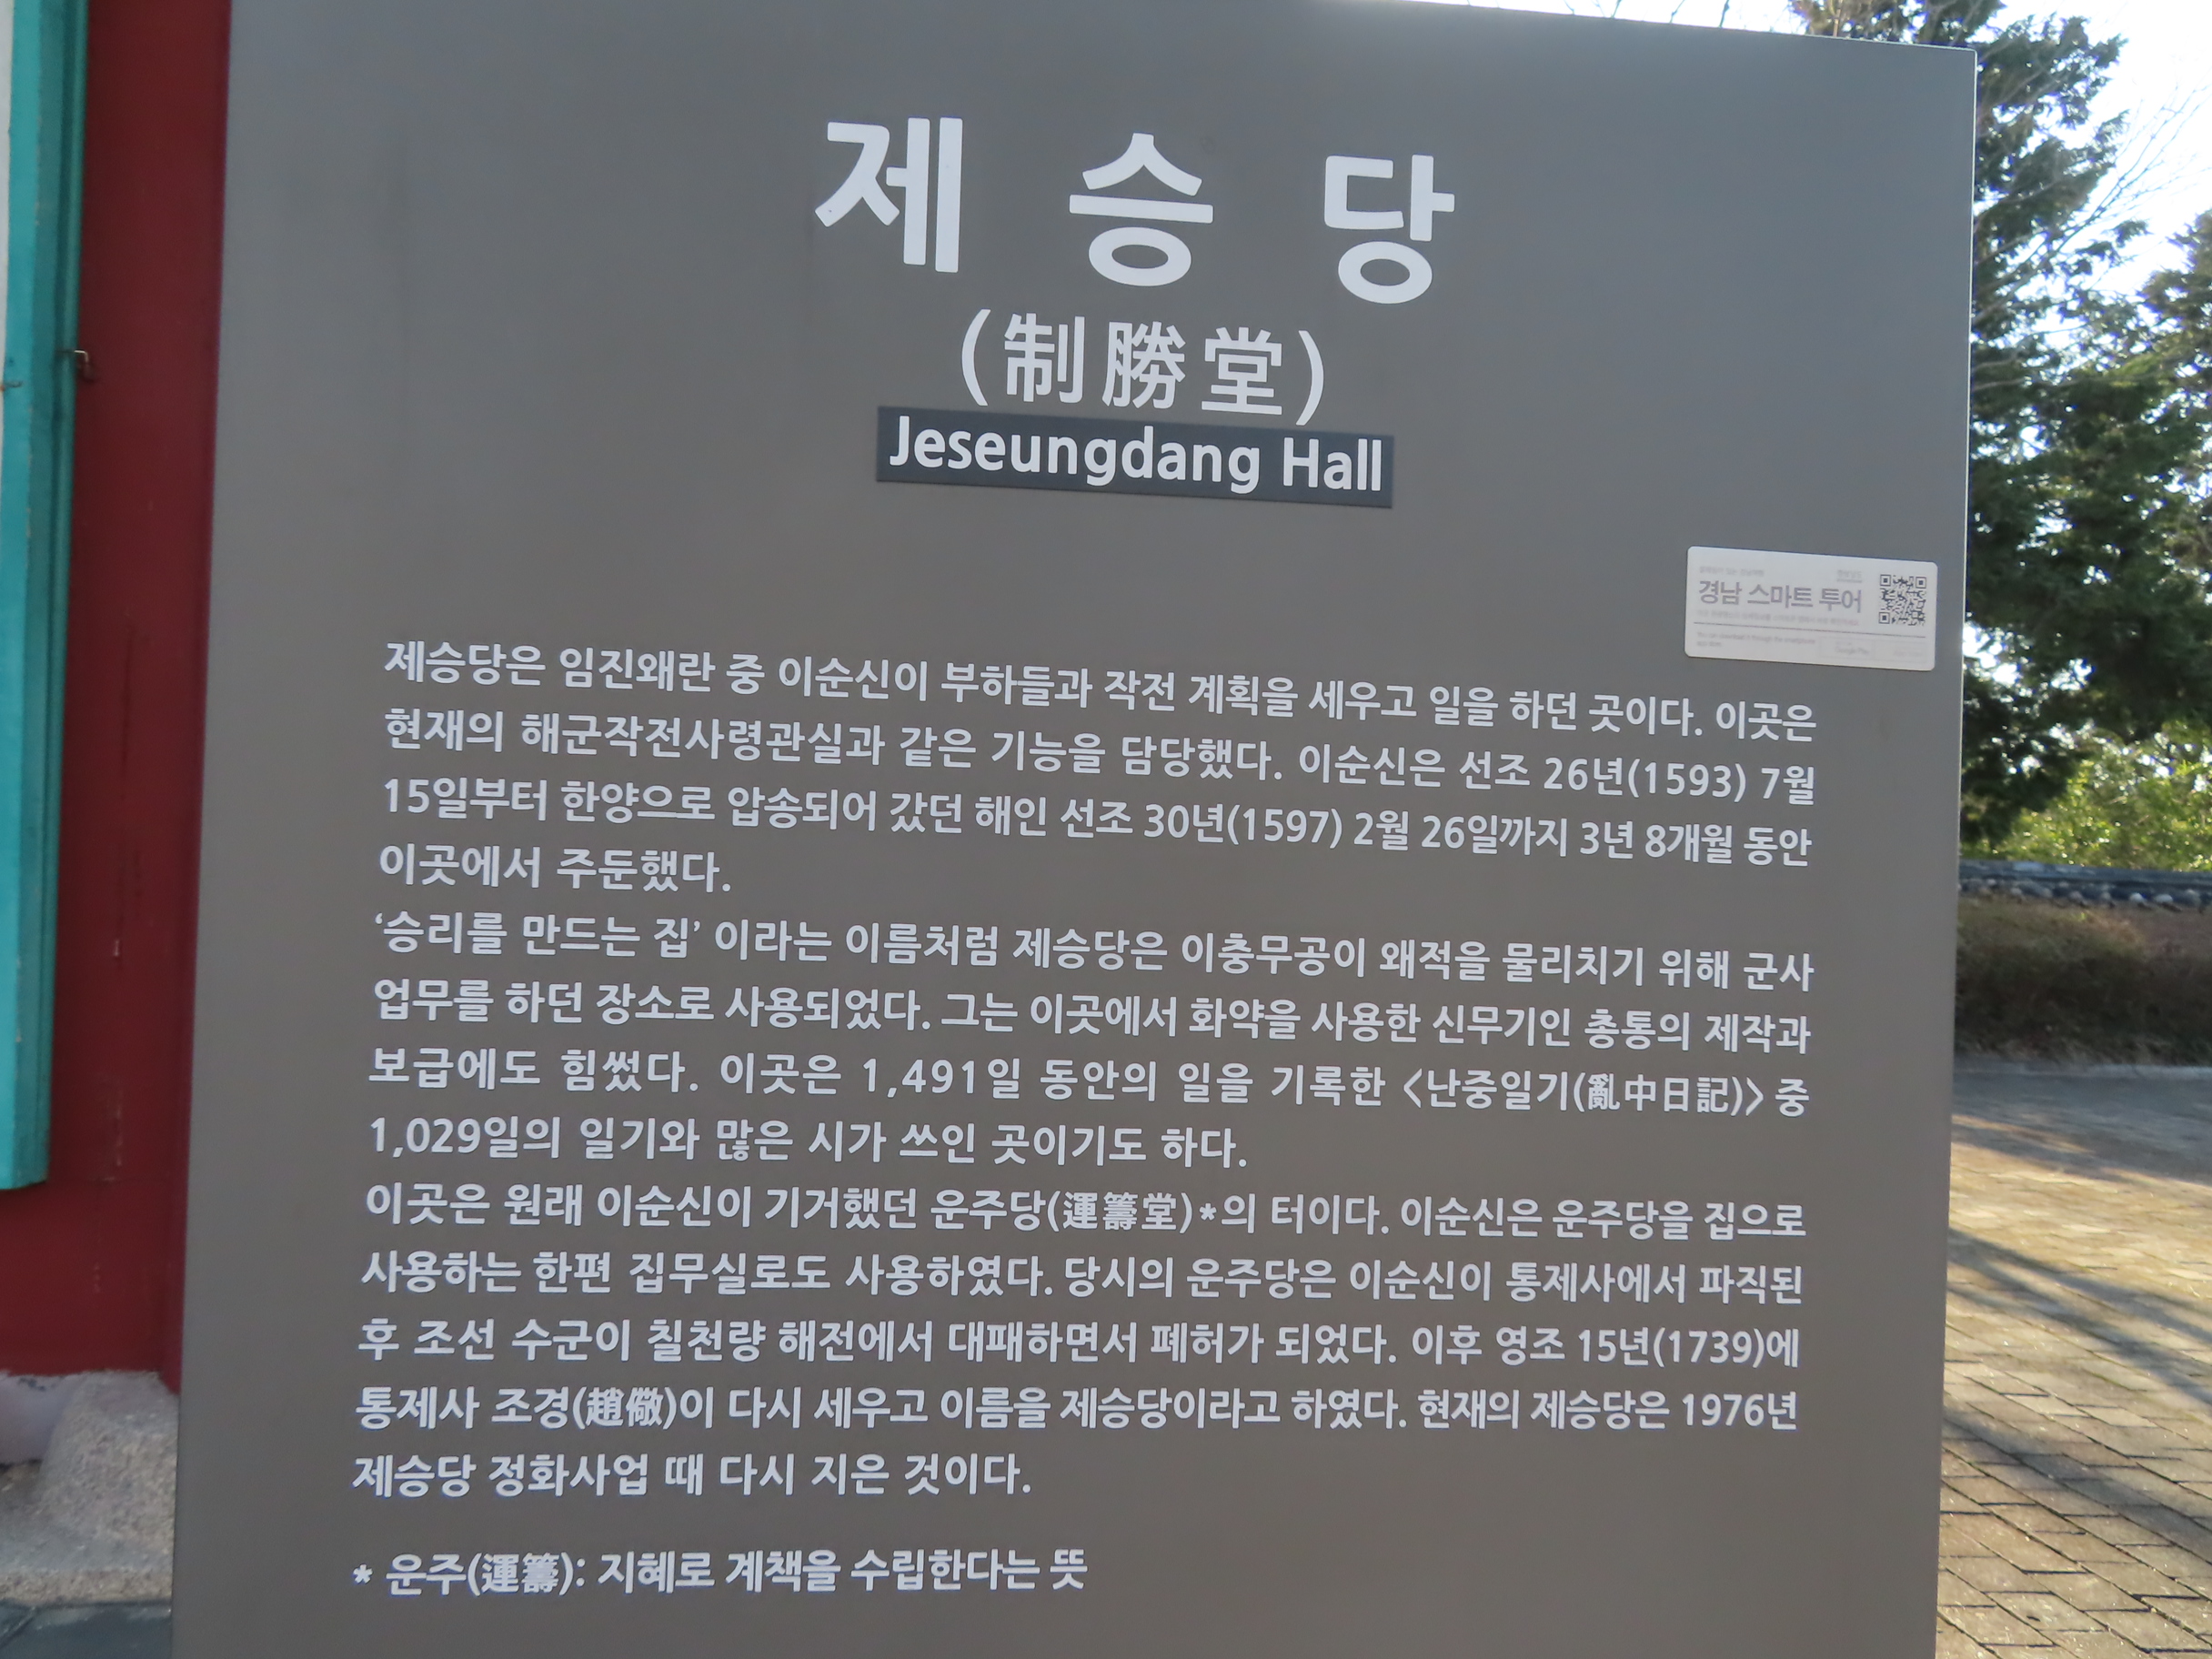 제승당
(制勝堂)
Jeseungdang Hall
경남 스마트 투어
제승당은 임진왜란 중 이순신이 부하들과 작전 계획을 세우고 일을 하던 곳이다. 이곳은
현재의 해군작전사령관실과 같은 기능을 담당했다. 이순신은 선조 26년(1593) 7월
15일부터 한양으로 압송되어 갔던 해인 선조 30년(1597) 2월 26일까지 3년 8개월 동안
이곳에서 주둔했다.
‘승리를 만드는 집’ 이라는 이름처럼 제승당은 이충무공이 왜적을 물리치기 위해 군사
업무를 하던 장소로 사용되었다. 그는 이곳에서 화약을 사용한 신무기인 총통의 제작과
보급에도 힘썼다. 이곳은 1,491일 동안의 일을 기록한 <난중일기(亂中日記)> 중
1,029일의 일기와 많은 시가 쓰인 곳이기도 하다.
이곳은 원래 이순신이 기거했던 운주당(運籌堂)*의 터이다. 이순신은 운주당을 집으로
사용하는 한편 집무실로도 사용하였다. 당시의 운주당은 이순신이 통제사에서 파직된
후 조선 수군이 칠천량 해전에서 대패하면서 폐허가 되었다. 이후 영조 15년(1739)에
통제사 조경(趙儆)이 다시 세우고 이름을 제승당이라고 하였다. 현재의 제승당은 1976년
제승당 정화사업 때 다시 지은 것이다.
* 운주(運籌): 지혜로 계책을 수립한다는 뜻